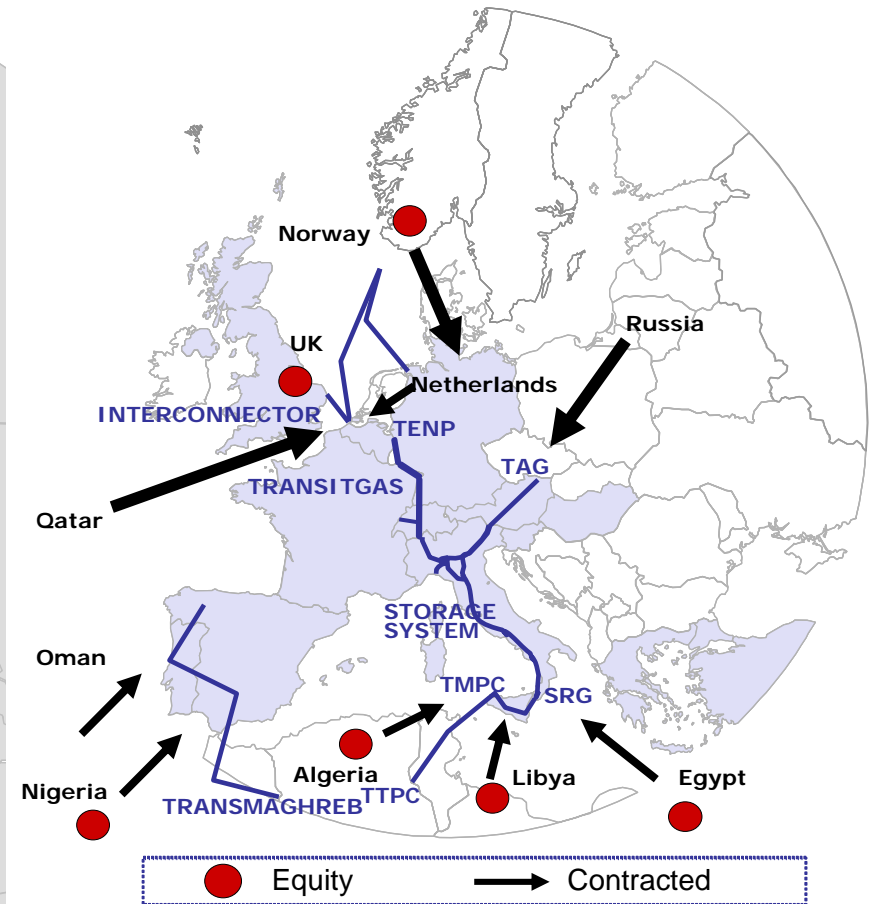 Norway
Russia
UK
Netherlands
INTERCONNECTOR
TENP
TAG
TRANSITGAS
Qatar
STORAGE
SYSTEM
Oman
TMPC
SRG
Algeria
Libya
Egypt
Nigeria
TRANSMAGHREB
TTPC
Equity
Contracted